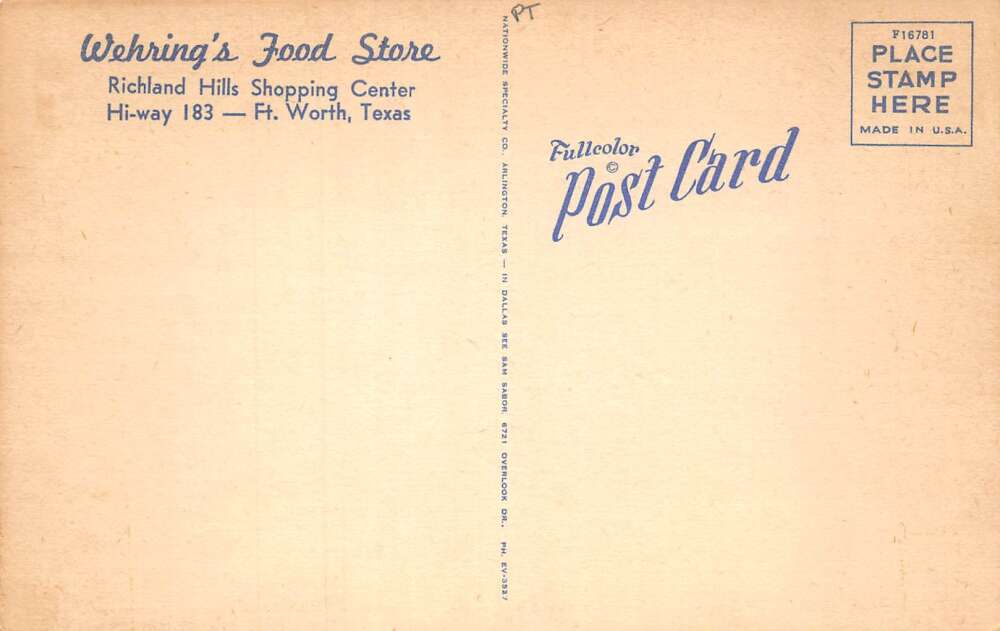 Wehring's Food Store
Richland Hills Shopping Center
Hi-way 183 — Ft. Worth, Texas
PT
NATIONWIDE SPECIALTY CO., ARLINGTON, TEXAS — IN DALLAS SEE SAM SABOR, 6721 OVERLOOK DR., PH. EV-3527
Fullcolor
©
Post Card
F16781
PLACE
STAMP
HERE
MADE IN U.S.A.